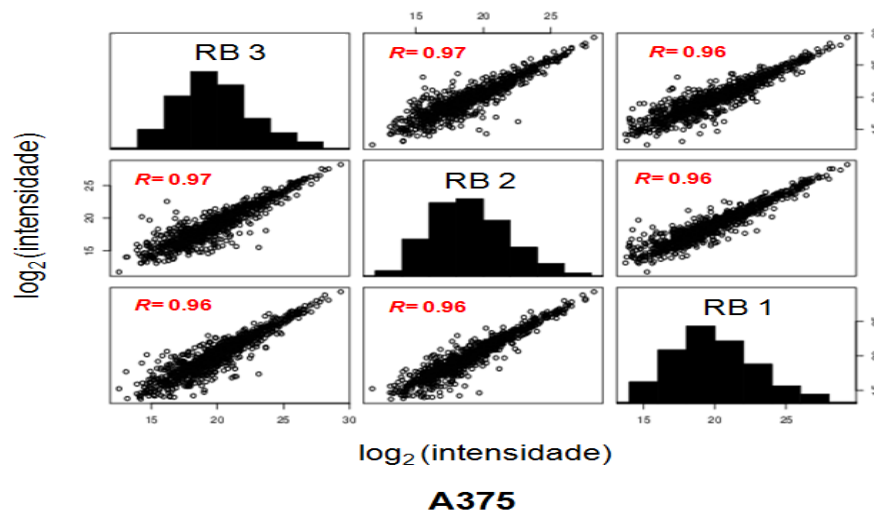 20 25
RB 3
R= 0.97
R= 0.96
R= 0.97
RB 2
R= 0.96
15 20 25
R= 0.96
R= 0.96
RB 1
15 20 25 30
15 20 25
log2 (intensidade)
log2 (intensidade)
A375